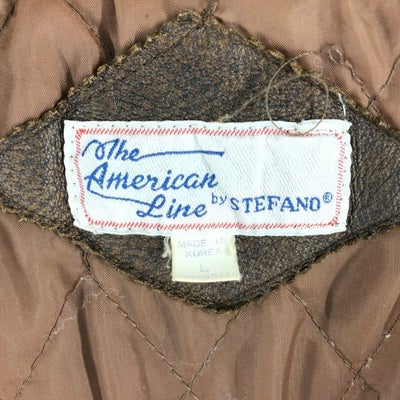 The
American
Line by STEFANO®
MADE IN
KOREA
L